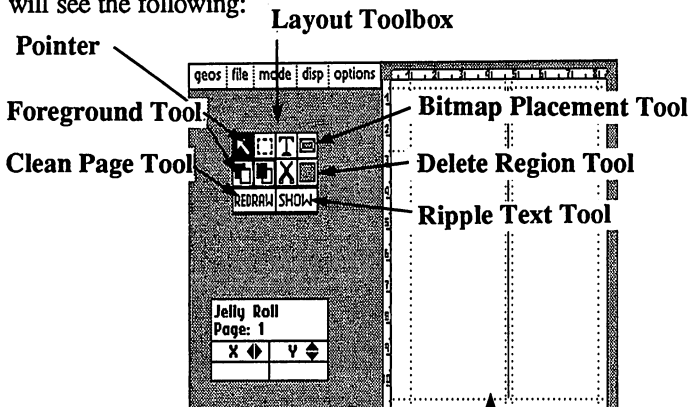 will see the following:
Layout Toolbox
Pointer
geos file mode disp options
Foreground Tool
Bitmap Placement Tool
Clean Page Tool
Delete Region Tool
REDRAW SHOW
Ripple Text Tool
Jelly Roll
Page: 1
X Y